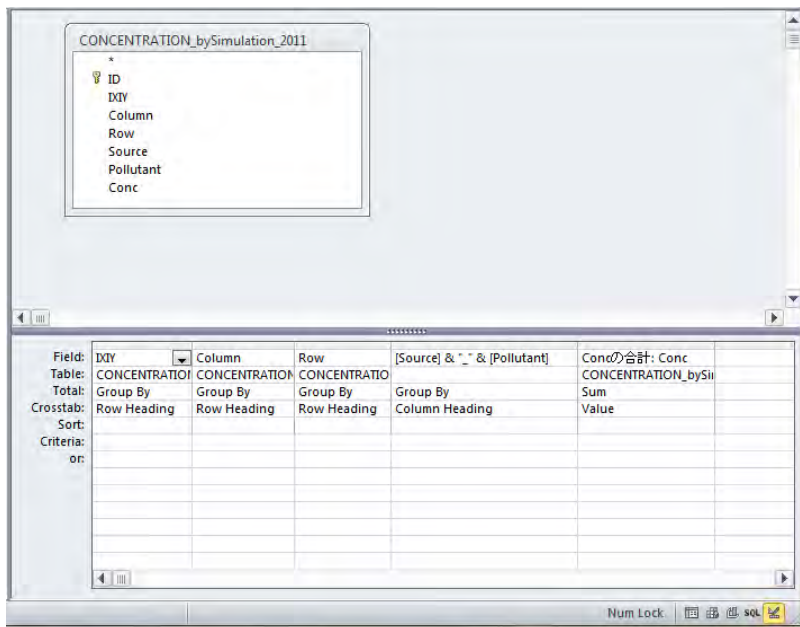 CONCENTRATION_bySimulation_2011
*
ID
IXIY
Column
Row
Source
Pollutant
Conc
Field: IXIY Column Row [Source] & "_" & [Pollutant] Concの合計: Conc
Table: CONCENTRATION CONCENTRATION CONCENTRATIO CONCENTRATION_bySi
Total: Group By Group By Group By Group By Sum
Crosstab: Row Heading Row Heading Row Heading Column Heading Value
Sort:
Criteria:
or:
Num Lock SQL